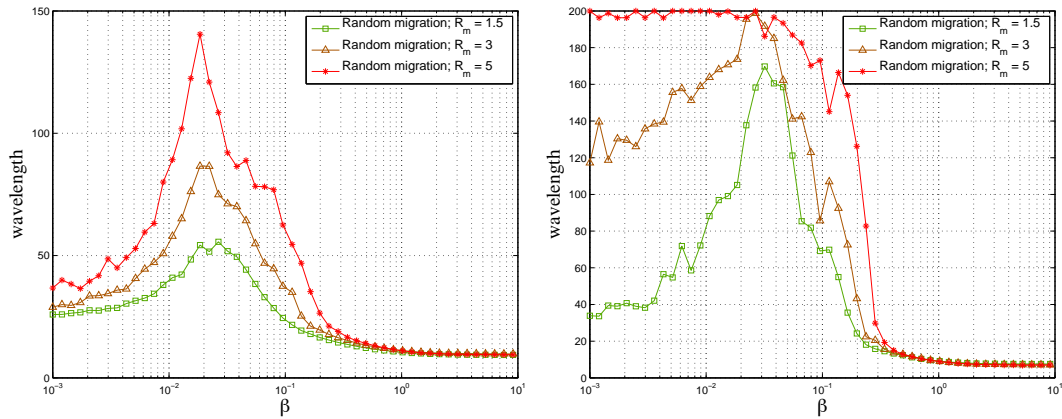 150
100
50
0
wavelength
10^-3
10^-2
10^-1
10^0
10^1
β
Random migration; R_m = 1.5
Random migration; R_m = 3
Random migration; R_m = 5
200
180
160
140
120
100
80
60
40
20
0
wavelength
10^-3
10^-2
10^-1
10^0
10^1
β
Random migration; R_m = 1.5
Random migration; R_m = 3
Random migration; R_m = 5